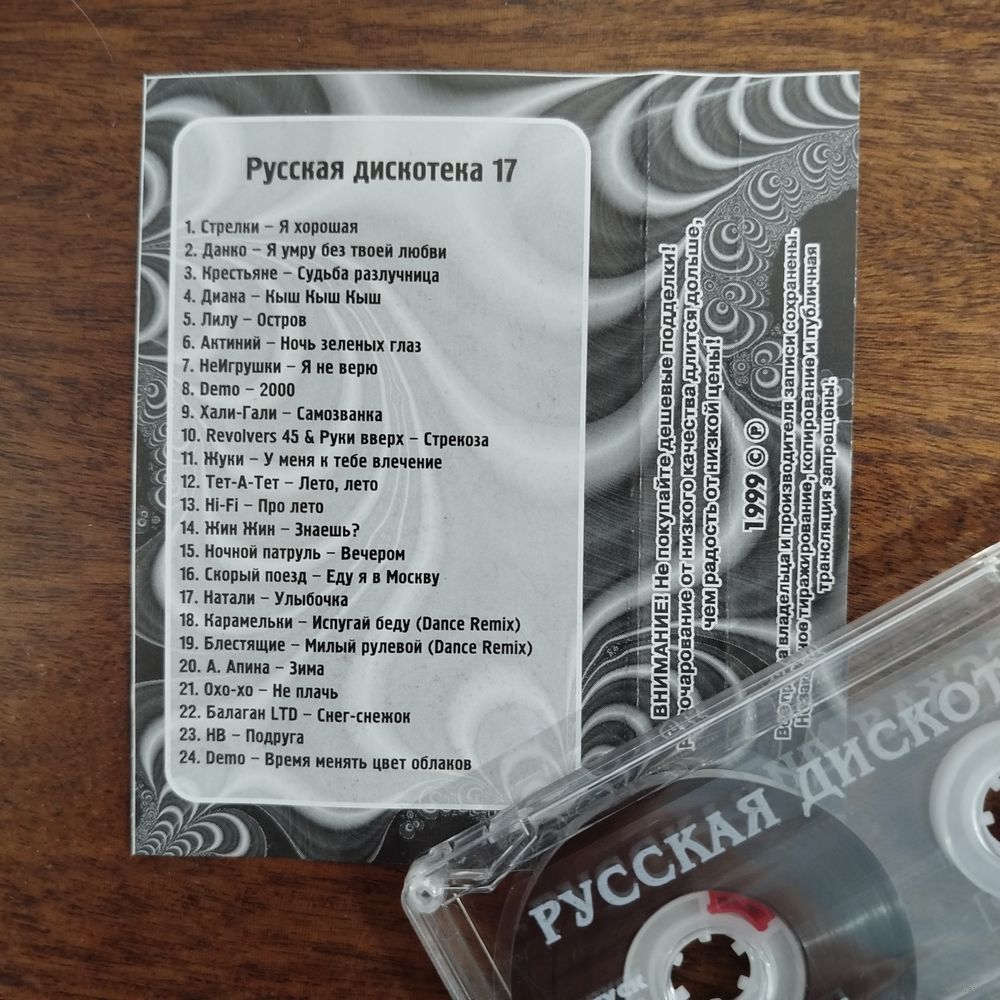 Русская дискотека 17
1. Стрелки – Я хорошая
2. Данко – Я умру без твоей любви
3. Крестьяне – Судьба разлучница
4. Диана – Кыш Кыш Кыш
5. Лилу – Остров
6. Актиний – Ночь зеленых глаз
7. НеИгрушки – Я не верю
8. Demo – 2000
9. Хали-Гали – Самозванка
10. Revolvers 45 & Руки вверх – Стрекоза
11. Жуки – У меня к тебе влечение
12. Тет-А-Тет – Лето, лето
13. Hi-Fi – Про лето
14. Жин Жин – Знаешь?
15. Ночной патруль – Вечером
16. Скорый поезд – Еду я в Москву
17. Натали – Улыбочка
18. Карамельки – Испугай беду (Dance Remix)
19. Блестящие – Милый рулевой (Dance Remix)
20. А. Апина – Зима
21. Охо-хо – Не плачь
22. Балаган LTD – Снег-снежок
23. НВ – Подруга
24. Demo – Время менять цвет облаков
ВНИМАНИЕ! Не покупайте дешевые подделки!
Разочарование от низкого качества длится дольше,
чем радость от низкой цены!
1999 © ℗
владельца и производителя записи сохранены.
тиражирование, копирование и публичная
трансляция запрещены.
РУССКАЯ ДИСКОТ